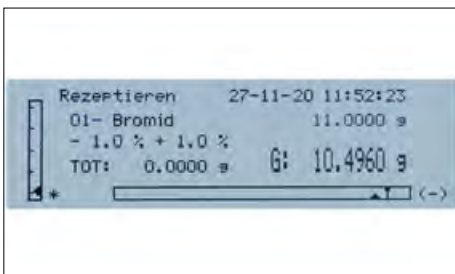 Rezeptieren 27-11-20 11:52:23
01- Bromid 11.0000 g
- 1.0 % + 1.0 %
TOT: 0.0000 g G: 10.4960 g
* (-)